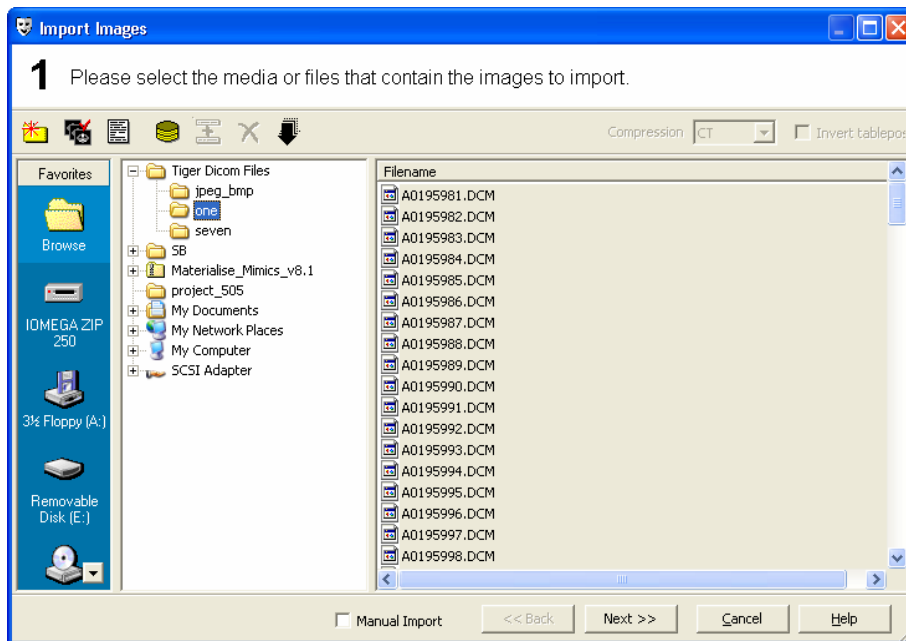 Import Images
1 Please select the media or files that contain the images to import.
Compression CT Invert tablepos
Favorites
Browse
IOMEGA ZIP
250
3½ Floppy (A:)
Removable
Disk (E:)
Tiger Dicom Files
jpeg_bmp
one
seven
SB
Materialise_Mimics_v8.1
project_505
My Documents
My Network Places
My Computer
SCSI Adapter
Filename
A0195981.DCM
A0195982.DCM
A0195983.DCM
A0195984.DCM
A0195985.DCM
A0195986.DCM
A0195987.DCM
A0195988.DCM
A0195989.DCM
A0195990.DCM
A0195991.DCM
A0195992.DCM
A0195993.DCM
A0195994.DCM
A0195995.DCM
A0195996.DCM
A0195997.DCM
A0195998.DCM
Manual Import << Back Next >> Cancel Help